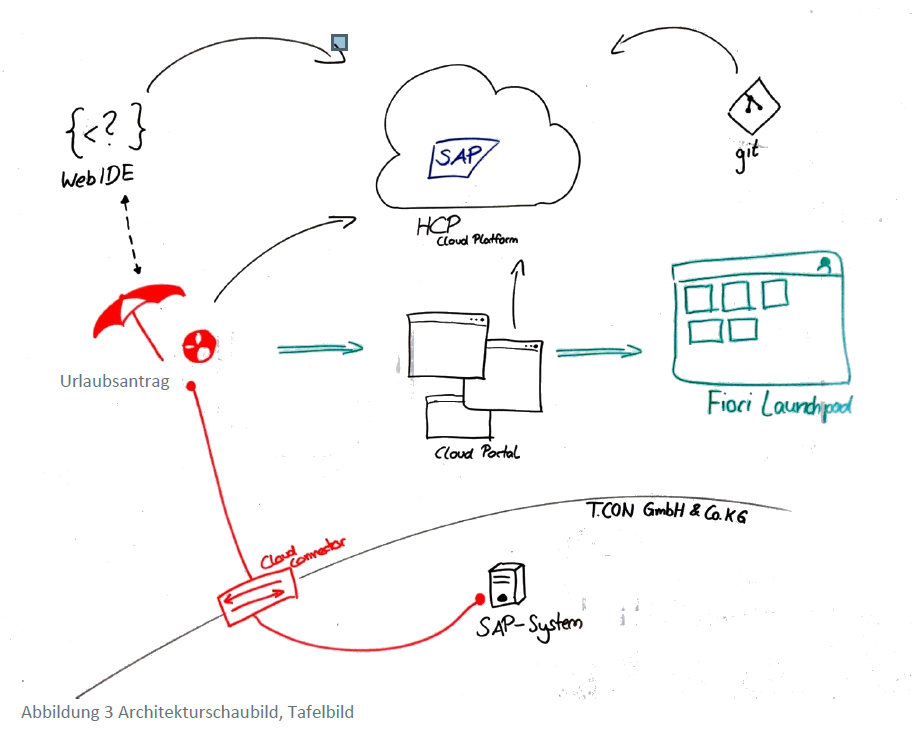 {<?}
WebIDE
SAP
git
HCP
Cloud Platform
Urlaubsantrag
Fiori Launchpad
Cloud Portal
T.CON GmbH & Co.KG
Cloud
Connector
SAP-System
Abbildung 3 Architekturschaubild, Tafelbild